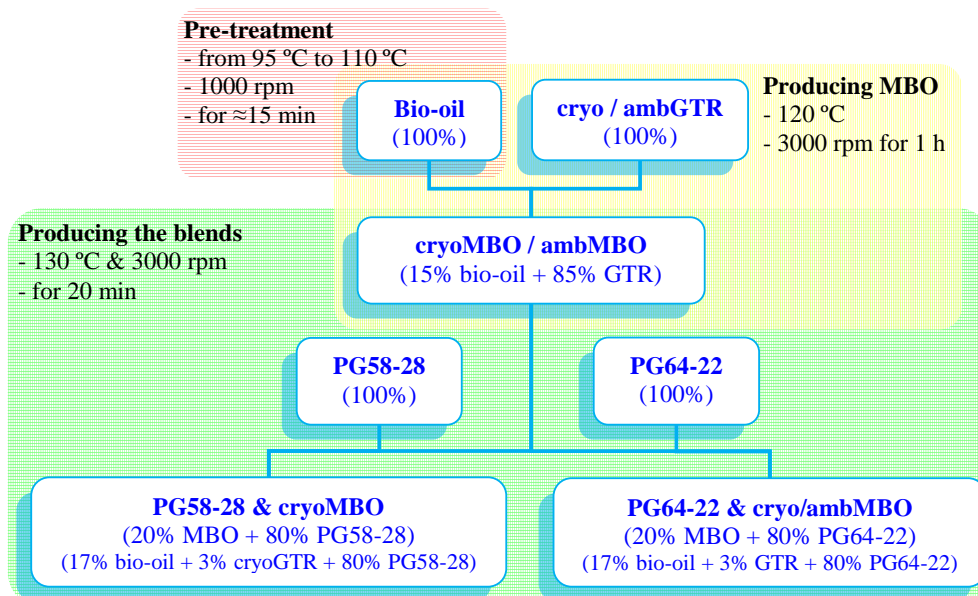 Pre-treatment
- from 95 ºC to 110 ºC
- 1000 rpm
- for ≈15 min
Bio-oil
(100%)
cryo / ambGTR
(100%)
Producing MBO
- 120 ºC
- 3000 rpm for 1 h
cryoMBO / ambMBO
(15% bio-oil + 85% GTR)
Producing the blends
- 130 ºC & 3000 rpm
- for 20 min
PG58-28
(100%)
PG64-22
(100%)
PG58-28 & cryoMBO
(20% MBO + 80% PG58-28)
(17% bio-oil + 3% cryoGTR + 80% PG58-28)
PG64-22 & cryo/ambMBO
(20% MBO + 80% PG64-22)
(17% bio-oil + 3% GTR + 80% PG64-22)